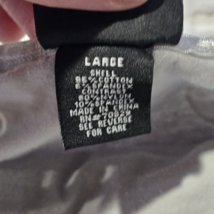 LARGE
SHELL
95% COTTON
5% SPANDEX
CONTRAST
90% NYLON
10% SPANDEX
MADE IN CHINA
SEE REVERSE
FOR CARE